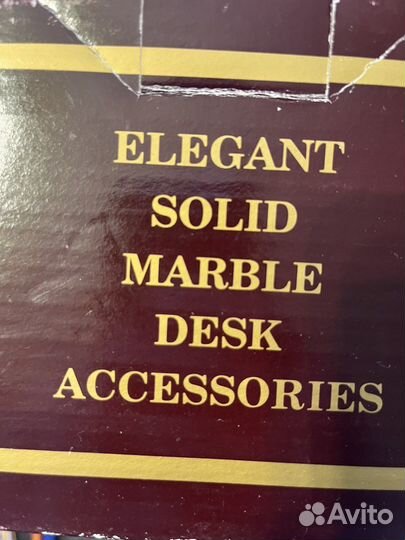 ELEGANT
SOLID
MARBLE
DESK
ACCESSORIES
Avito